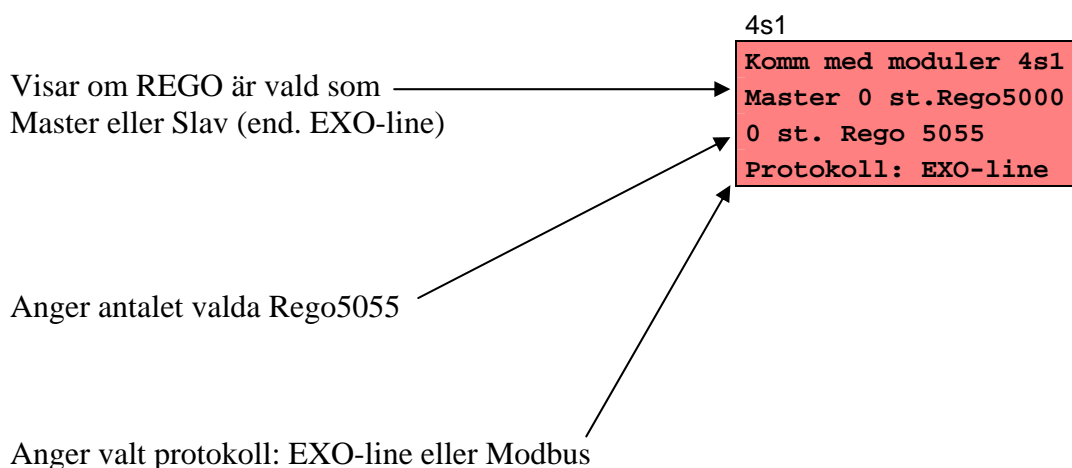 4s1
Komm med moduler 4s1
Master 0 st.Rego5000
0 st. Rego 5055
Protokoll: EXO-line
Visar om REGO är vald som
Master eller Slav (end. EXO-line)
Anger antalet valda Rego5055
Anger valt protokoll: EXO-line eller Modbus